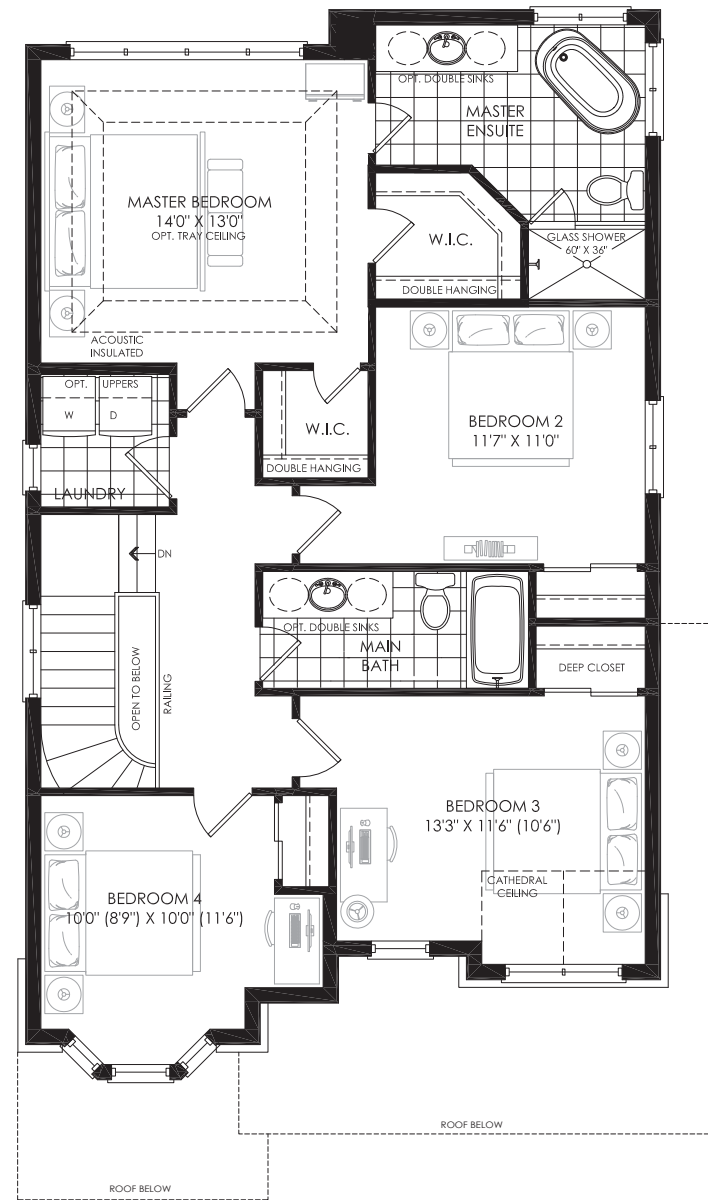 OPT. DOUBLE SINKS
MASTER
ENSUITE
MASTER BEDROOM
14'0" X 13'0"
OPT. TRAY CEILING
W.I.C.
DOUBLE HANGING
GLASS SHOWER
60" X 36"
ACOUSTIC
INSULATED
OPT. UPPERS
W D
LAUNDRY
W.I.C.
DOUBLE HANGING
BEDROOM 2
11'7" X 11'0"
DN
OPEN TO BELOW
RAILING
OPT. DOUBLE SINKS
MAIN
BATH
DEEP CLOSET
BEDROOM 3
13'3" X 11'6" (10'6")
CATHEDRAL
CEILING
BEDROOM 4
10'0" (8'9") X 10'0" (11'6")
ROOF BELOW
ROOF BELOW